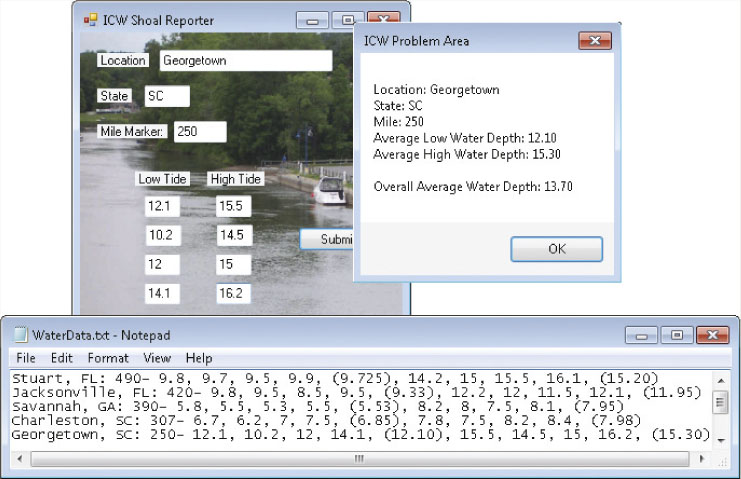 ICW Shoal Reporter
Location Georgetown
State SC
Mile Marker: 250
Low Tide High Tide
12.1 15.5
10.2 14.5
12 15
14.1 16.2
Submi
ICW Problem Area
Location: Georgetown
State: SC
Mile: 250
Average Low Water Depth: 12.10
Average High Water Depth: 15.30
Overall Average Water Depth: 13.70
OK
WaterData.txt - Notepad
File Edit Format View Help
Stuart, FL: 490- 9.8, 9.7, 9.5, 9.9, (9.725), 14.2, 15, 15.5, 16.1, (15.20)
Jacksonville, FL: 420- 9.8, 9.5, 8.5, 9.5, (9.33), 12.2, 12, 11.5, 12.1, (11.95)
Savannah, GA: 390- 5.8, 5.5, 5.3, 5.5, (5.53), 8.2, 8, 7.5, 8.1, (7.95)
Charleston, SC: 307- 6.7, 6.2, 7, 7.5, (6.85), 7.8, 7.5, 8.2, 8.4, (7.98)
Georgetown, SC: 250- 12.1, 10.2, 12, 14.1, (12.10), 15.5, 14.5, 15, 16.2, (15.30)